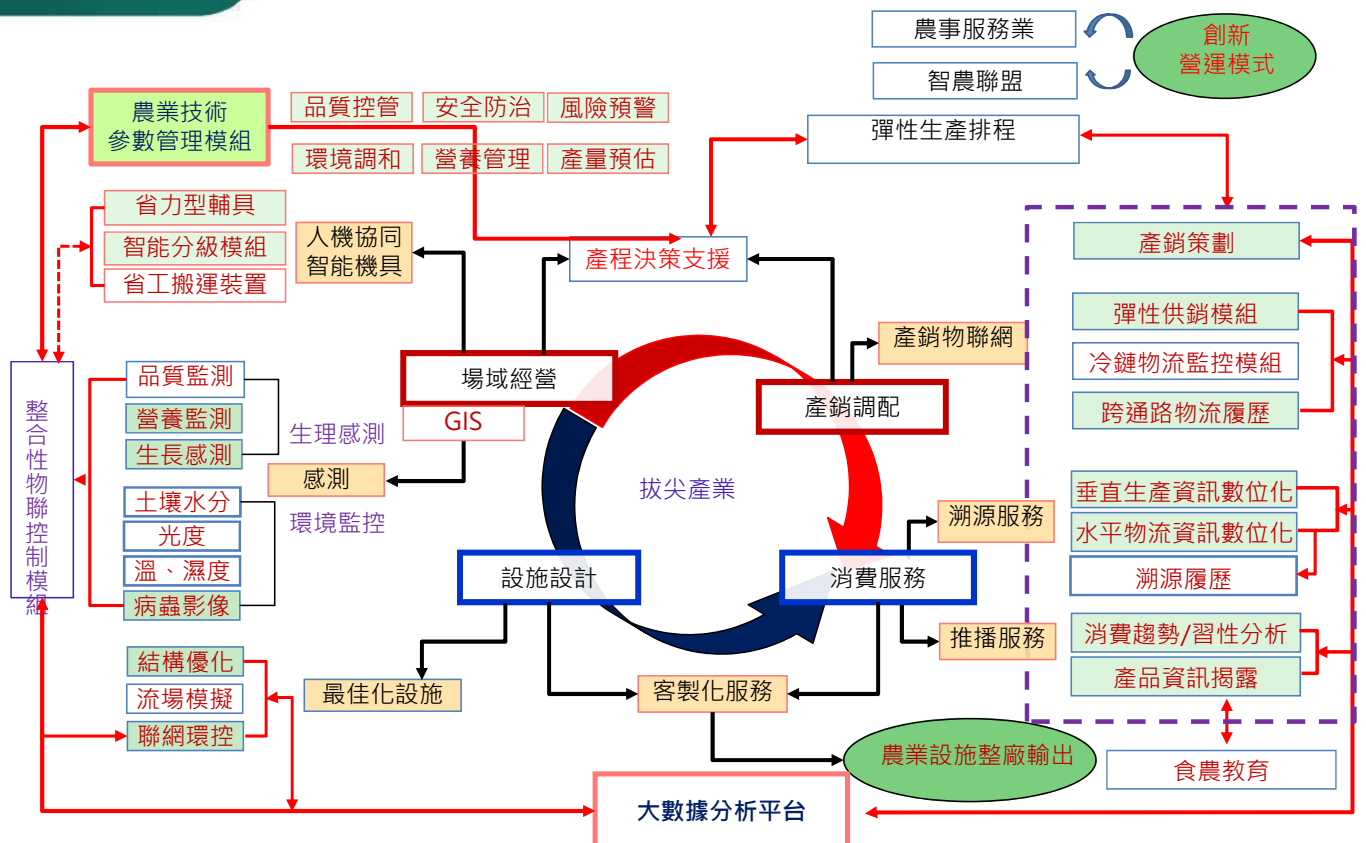 農事服務業
智農聯盟
創新
營運模式
農業技術
參數管理模組
品質控管
安全防治
風險預警
環境調和
營養管理
產量預估
彈性生產排程
省力型輔具
智能分級模組
省工搬運裝置
人機協同
智能機具
產程決策支援
產銷策劃
彈性供銷模組
冷鏈物流監控模組
跨通路物流履歷
產銷物聯網
場域經營
GIS
產銷調配
整合性物聯控制模組
品質監測
營養監測
生長感測
生理感測
感測
環境監控
土壤水分
光度
溫、濕度
病蟲影像
拔尖產業
垂直生產資訊數位化
水平物流資訊數位化
溯源履歷
溯源服務
設施設計
消費服務
推播服務
消費趨勢/習性分析
產品資訊揭露
結構優化
流場模擬
聯網環控
最佳化設施
客製化服務
農業設施整廠輸出
食農教育
大數據分析平台